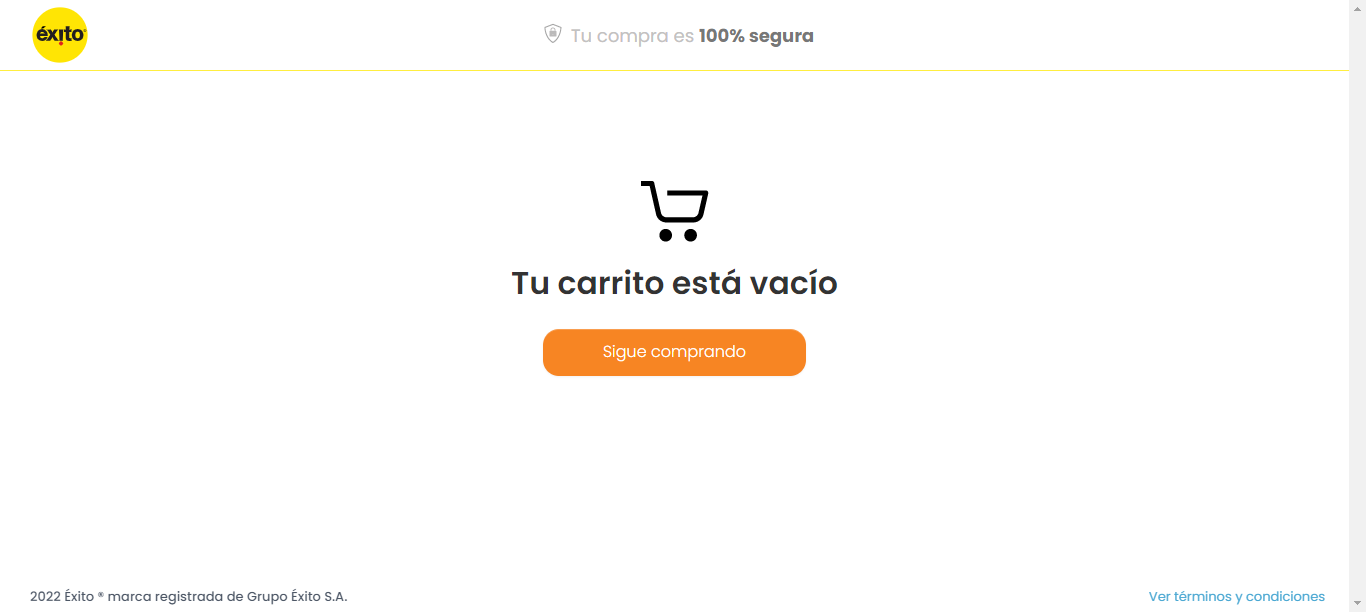 éxito
Tu compra es 100% segura
Tu carrito está vacío
Sigue comprando
2022 Éxito ® marca registrada de Grupo Éxito S.A.
Ver términos y condiciones